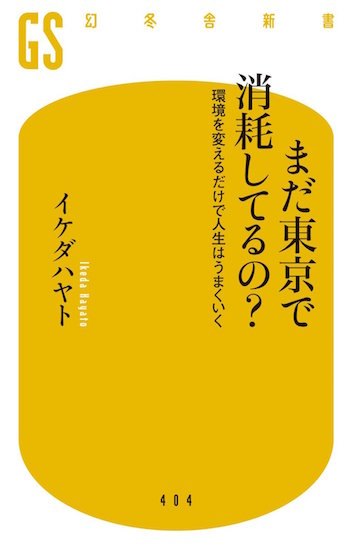 GS 幻冬舎新書
まだ東京で
消耗してるの?
環境を変えるだけで人生はうまくいく
イケダハヤト
Ikeda Hayato
404